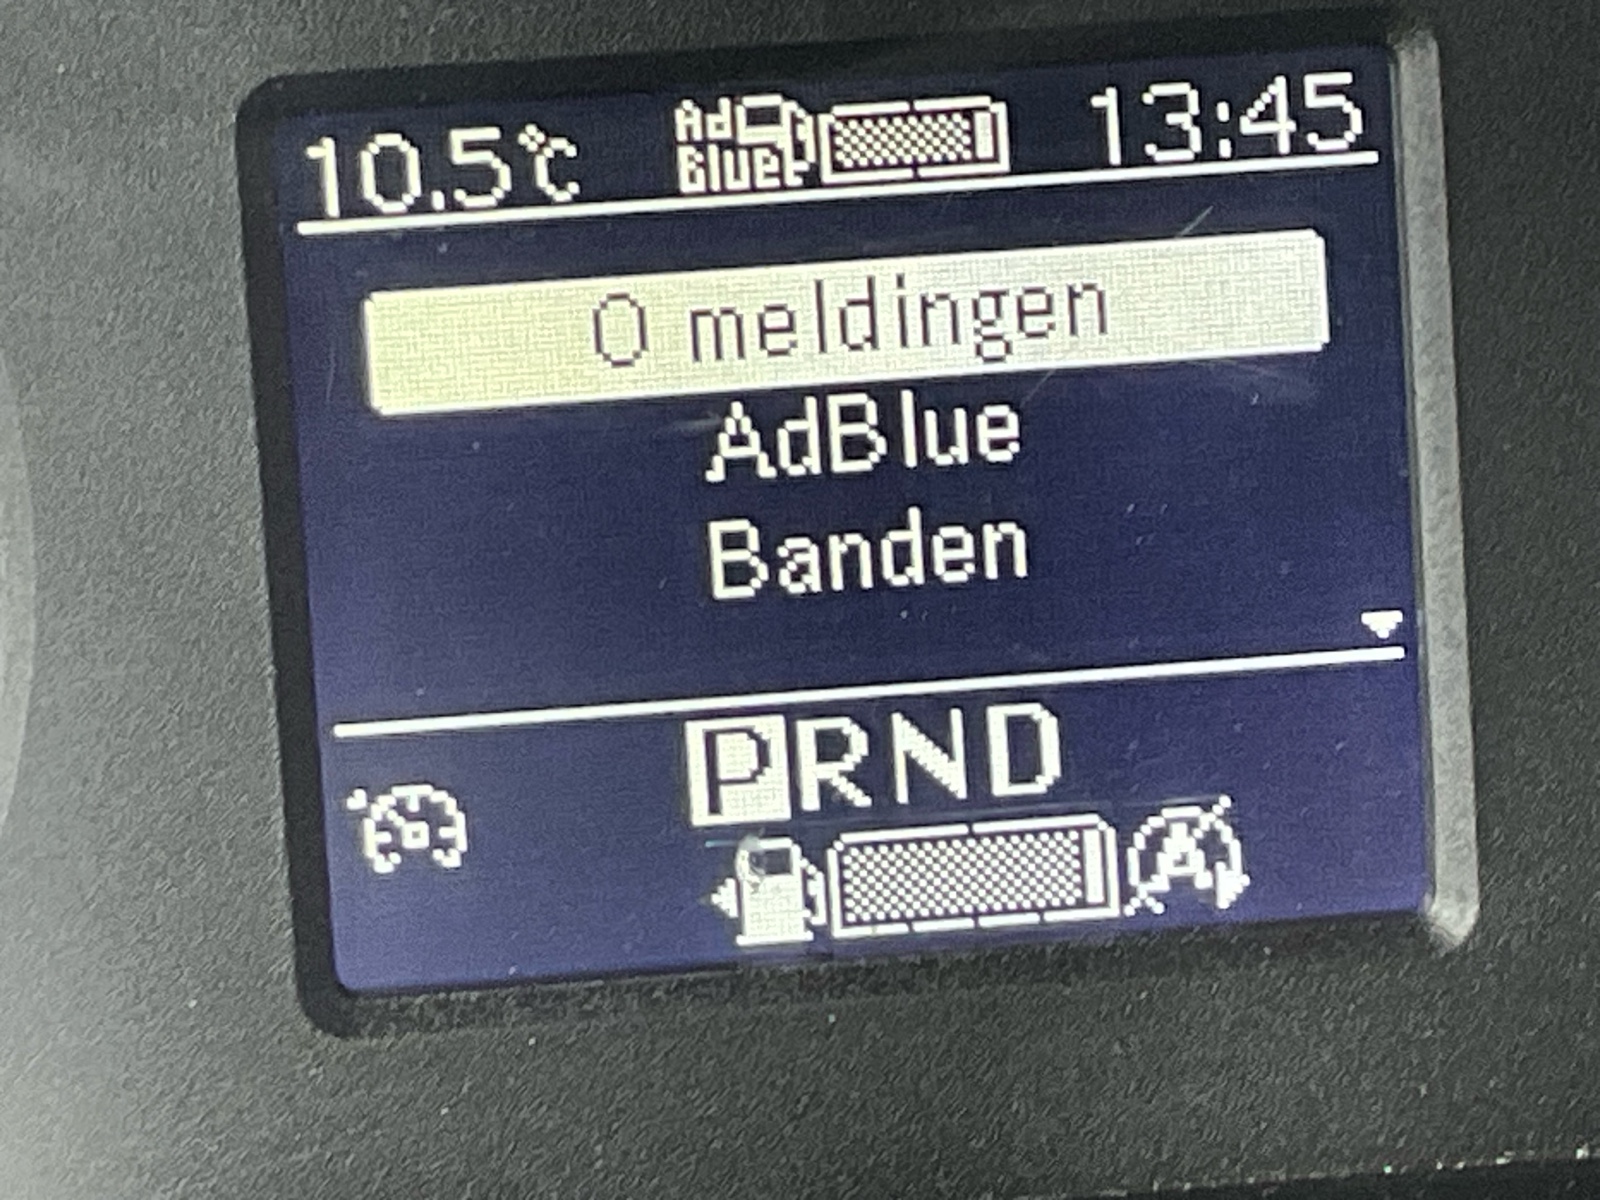 10.5°C Ad Blue 13:45
0 meldingen
AdBlue
Banden
PRND
A